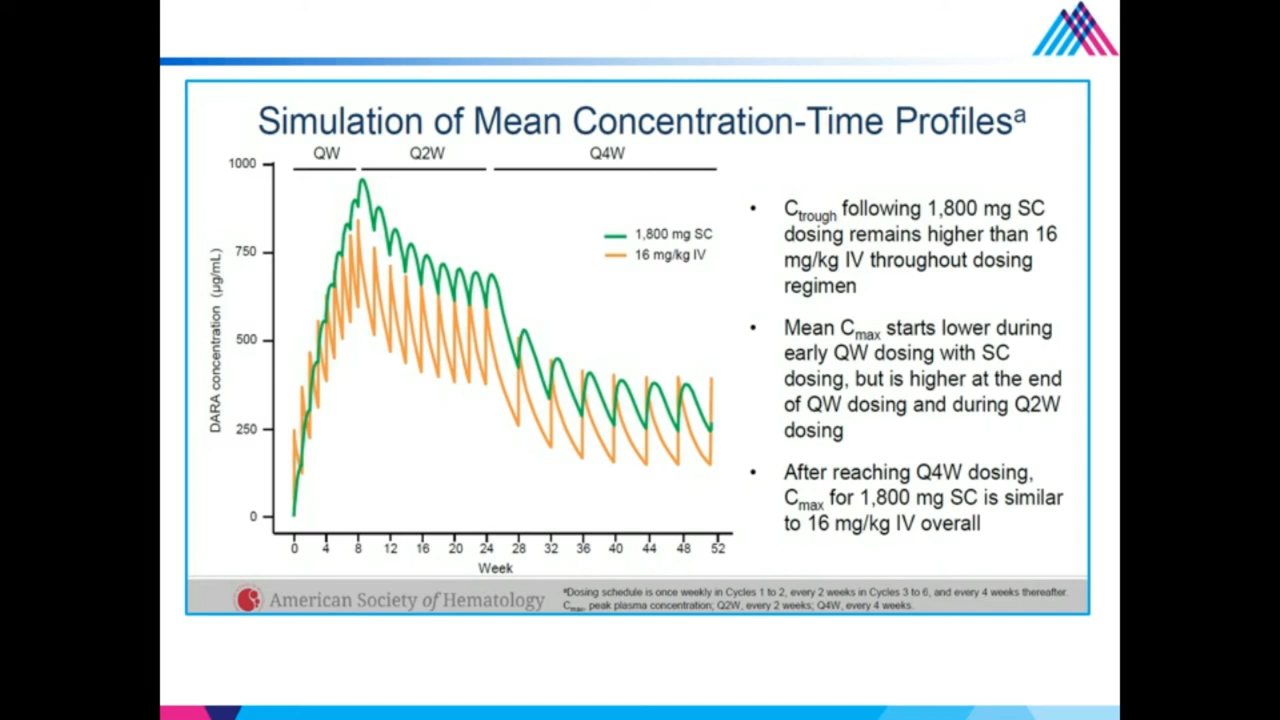 Simulation of Mean Concentration-Time Profilesª
QW Q2W Q4W
1000
750
500
250
0
DARA concentration (µg/mL)
1,800 mg SC
16 mg/kg IV
0 4 8 12 16 20 24 28 32 36 40 44 48 52
Week
• Ctrough following 1,800 mg SC
dosing remains higher than 16
mg/kg IV throughout dosing
regimen
• Mean Cmax starts lower during
early QW dosing with SC
dosing, but is higher at the end
of QW dosing and during Q2W
dosing
• After reaching Q4W dosing,
Cmax for 1,800 mg SC is similar
to 16 mg/kg IV overall
American Society of Hematology
ªDosing schedule is once weekly in Cycles 1 to 2, every 2 weeks in Cycles 3 to 6, and every 4 weeks thereafter.
Cmax, peak plasma concentration; Q2W, every 2 weeks; Q4W, every 4 weeks.